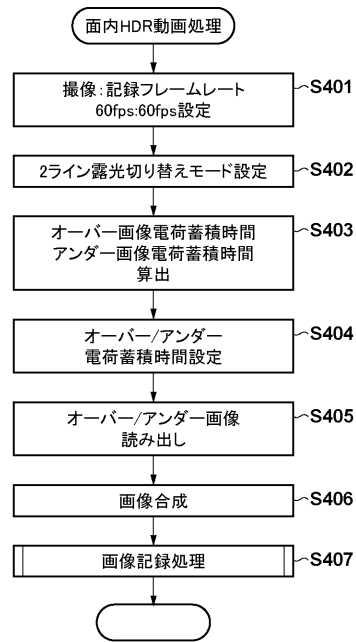 面内HDR動画処理
撮像:記録フレームレート
60fps:60fps設定
S401
2ライン露光切り替えモード設定
S402
オーバー画像電荷蓄積時間
アンダー画像電荷蓄積時間
算出
S403
オーバー/アンダー
電荷蓄積時間設定
S404
オーバー/アンダー画像
読み出し
S405
画像合成
S406
画像記録処理
S407